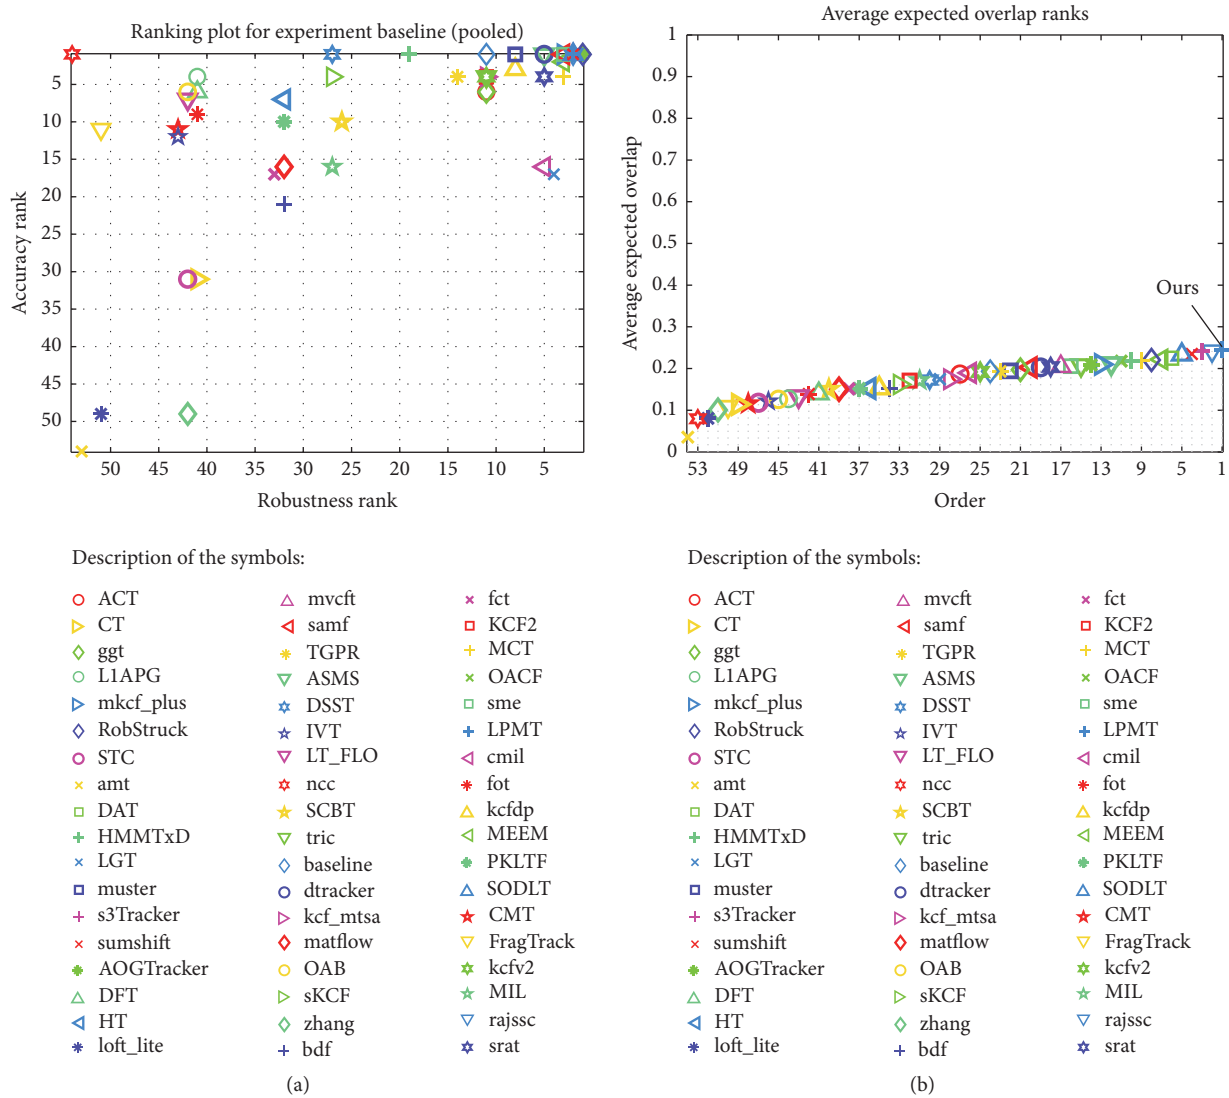 Ranking plot for experiment baseline (pooled)
Accuracy rank
5
10
15
20
25
30
35
40
45
50
50
45
40
35
30
25
20
15
10
5
Robustness rank
Description of the symbols:
ACT
CT
ggt
L1APG
mkcf_plus
RobStruck
STC
amt
DAT
HMMTxD
LGT
muster
s3Tracker
sumshift
AOGTracker
DFT
HT
loft_lite
mvcft
samf
TGPR
ASMS
DSST
IVT
LT_FLO
ncc
SCBT
tric
baseline
dtracker
kcf_mtsa
matflow
OAB
sKCF
zhang
bdf
fct
KCF2
MCT
OACF
sme
LPMT
cmil
fot
kcfdp
MEEM
PKLTF
SODLT
CMT
FragTrack
kcfv2
MIL
rajssc
srat
(a)
Average expected overlap ranks
Average expected overlap
1
0.9
0.8
0.7
0.6
0.5
0.4
0.3
0.2
0.1
0
Ours
53
49
45
41
37
33
29
25
21
17
13
9
5
1
Order
Description of the symbols:
ACT
CT
ggt
L1APG
mkcf_plus
RobStruck
STC
amt
DAT
HMMTxD
LGT
muster
s3Tracker
sumshift
AOGTracker
DFT
HT
loft_lite
mvcft
samf
TGPR
ASMS
DSST
IVT
LT_FLO
ncc
SCBT
tric
baseline
dtracker
kcf_mtsa
matflow
OAB
sKCF
zhang
bdf
fct
KCF2
MCT
OACF
sme
LPMT
cmil
fot
kcfdp
MEEM
PKLTF
SODLT
CMT
FragTrack
kcfv2
MIL
rajssc
srat
(b)